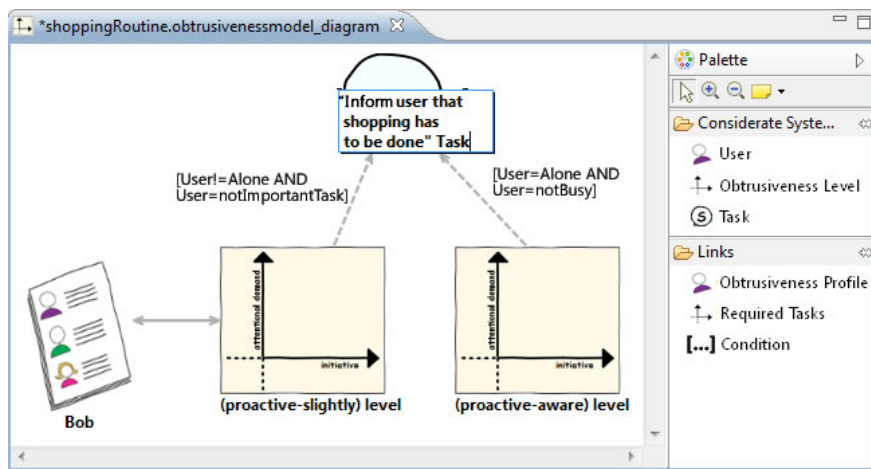 *shoppingRoutine.obtrusivenessmodel_diagram
"Inform user that
shopping has
to be done" Task
[User!=Alone AND
User=notImportantTask]
[User=Alone AND
User=notBusy]
attentional demand
initiative
attentional demand
initiative
Bob
(proactive-slightly) level
(proactive-aware) level
Palette
Considerate Syste...
User
Obtrusiveness Level
S
Task
Links
Obtrusiveness Profile
Required Tasks
[...] Condition